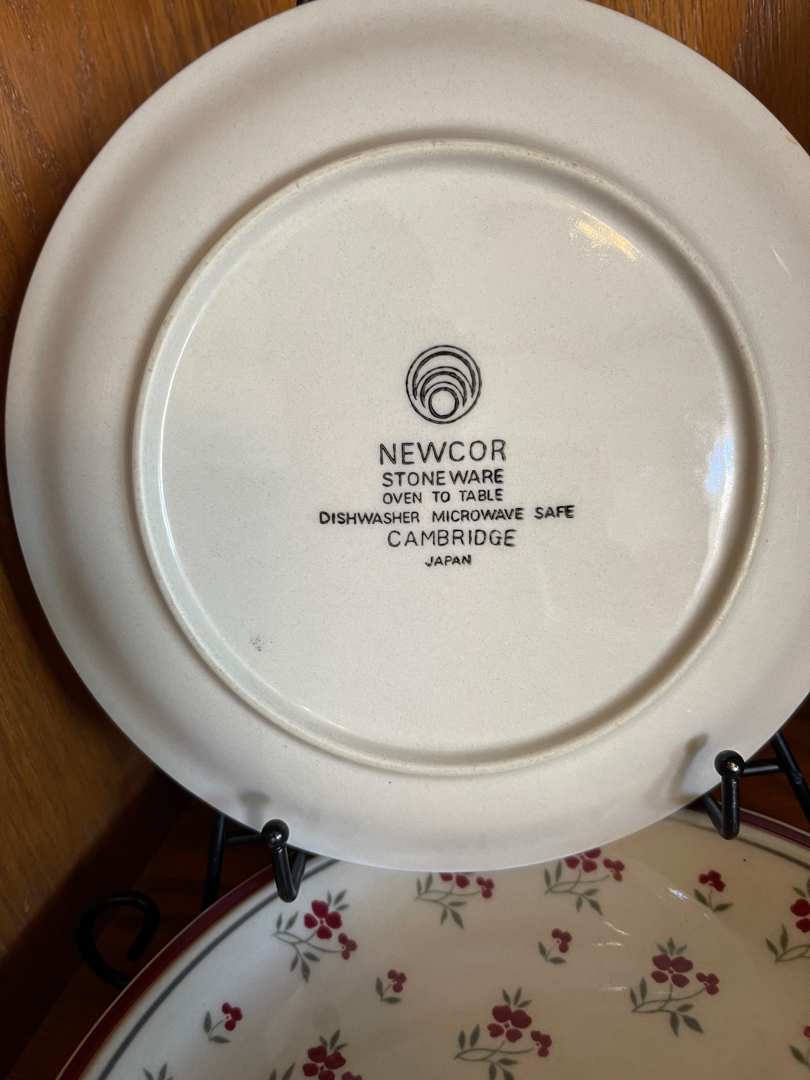 NEWCOR
STONEWARE
OVEN TO TABLE
DISHWASHER MICROWAVE SAFE
CAMBRIDGE
JAPAN